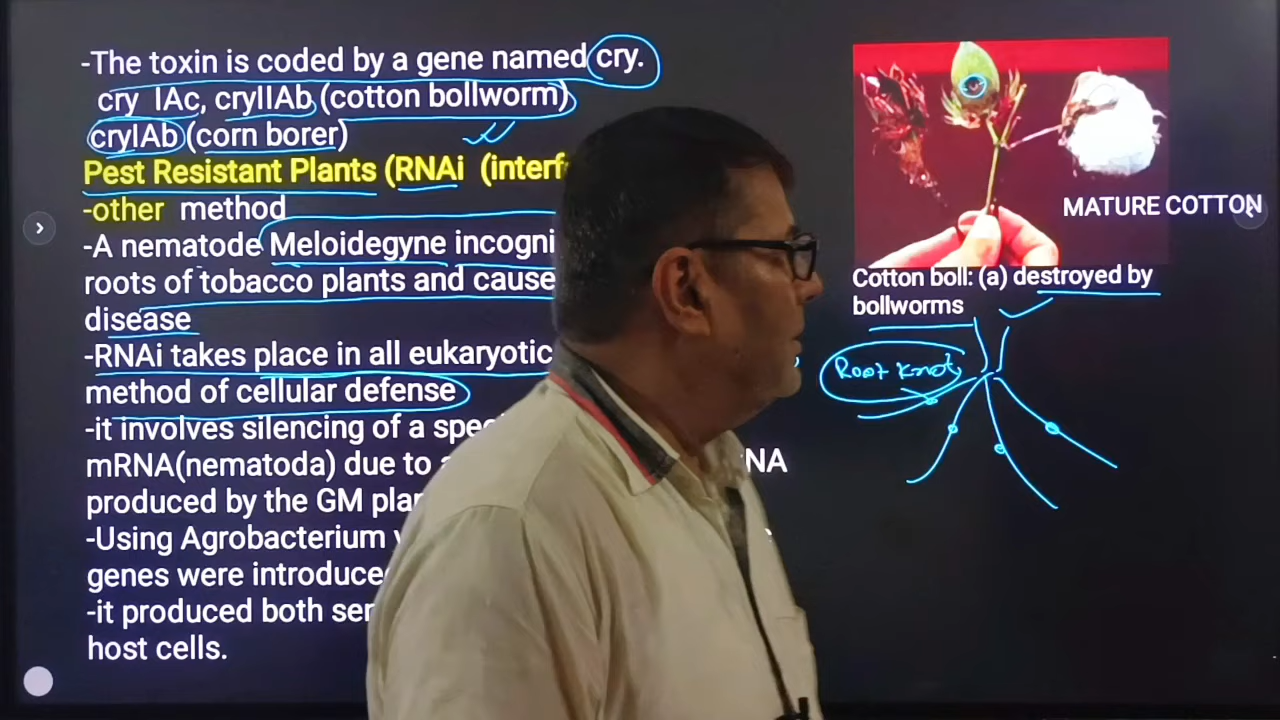 -The toxin is coded by a gene named cry.
cry IAc, cryIIAb (cotton bollworm)
cryIAb (corn borer)
Pest Resistant Plants (RNAi (interf
-other method
-A nematode Meloidegyne incogni
roots of tobacco plants and cause
disease
-RNAi takes place in all eukaryotic
method of cellular defense
-it involves silencing of a spec
mRNA(nematoda) due to a NA
produced by the GM plan
-Using Agrobacterium v
genes were introduced
-it produced both sen
host cells.
MATURE COTTON
Cotton boll: (a) destroyed by
bollworms
Root knot